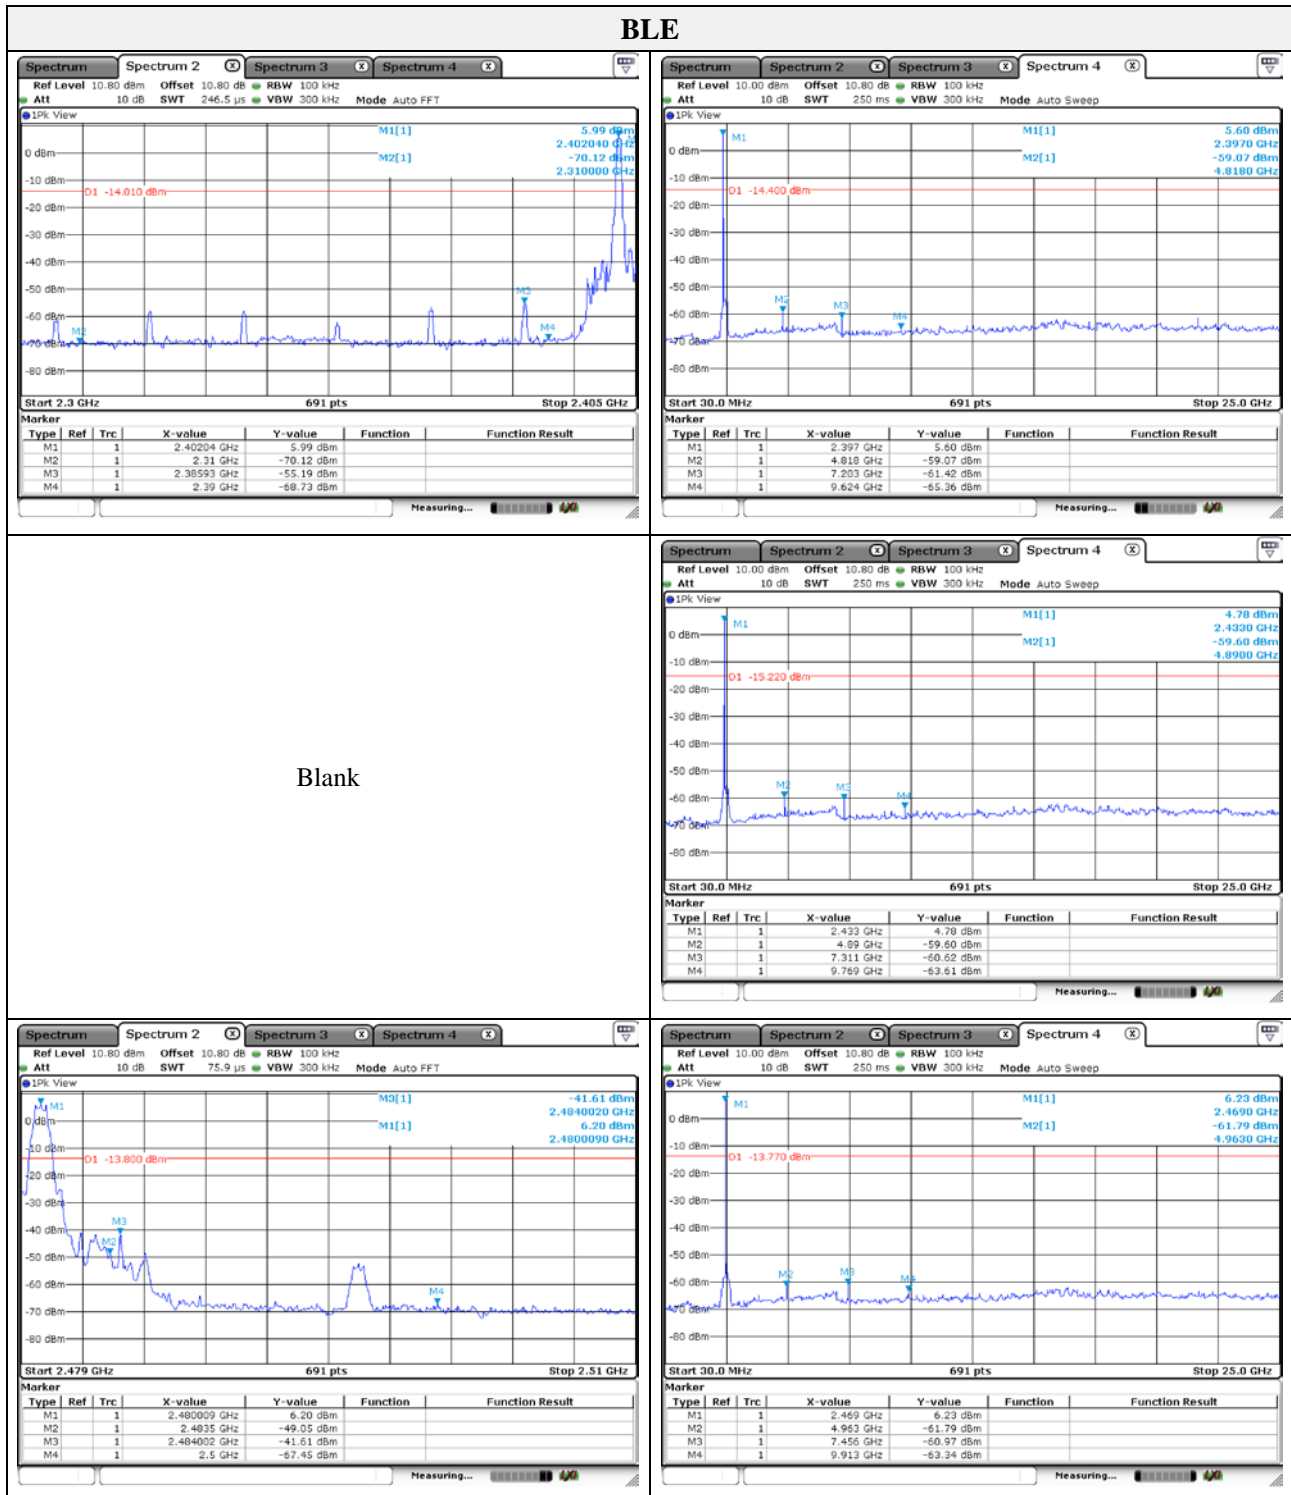 BLE
Spectrum Spectrum 2 Spectrum 3 Spectrum 4
Ref Level 10.80 dBm Offset 10.80 dB RBW 100 kHz
Att 10 dB SWT 246.5 µs VBW 300 kHz Mode Auto FFT
1Pk View
M1[1] 5.99 dBm
2.402040 GHz
M2[1] -70.12 dBm
2.310000 GHz
0 dBm
-10 dBm
D1 -14.010 dBm
-20 dBm
-30 dBm
-40 dBm
-50 dBm
M3
-60 dBm
M2 M4
-70 dBm
-80 dBm
Start 2.3 GHz 691 pts Stop 2.405 GHz
Marker
Type Ref Trc X-value Y-value Function Function Result
M1 1 2.40204 GHz 5.99 dBm
M2 1 2.31 GHz -70.12 dBm
M3 1 2.38593 GHz -55.19 dBm
M4 1 2.39 GHz -68.73 dBm
Measuring...
Spectrum Spectrum 2 Spectrum 3 Spectrum 4
Ref Level 10.00 dBm Offset 10.80 dB RBW 100 kHz
Att 10 dB SWT 250 ms VBW 300 kHz Mode Auto Sweep
1Pk View
M1 M1[1] 5.60 dBm
2.3970 GHz
0 dBm
M2[1] -59.07 dBm
4.8180 GHz
-10 dBm
D1 -14.400 dBm
-20 dBm
-30 dBm
-40 dBm
-50 dBm
M2 M3
-60 dBm
M4
-70 dBm
-80 dBm
Start 30.0 MHz 691 pts Stop 25.0 GHz
Marker
Type Ref Trc X-value Y-value Function Function Result
M1 1 2.397 GHz 5.60 dBm
M2 1 4.818 GHz -59.07 dBm
M3 1 7.203 GHz -61.42 dBm
M4 1 9.624 GHz -65.36 dBm
Measuring...
Blank
Spectrum Spectrum 2 Spectrum 3 Spectrum 4
Ref Level 10.00 dBm Offset 10.80 dB RBW 100 kHz
Att 10 dB SWT 250 ms VBW 300 kHz Mode Auto Sweep
1Pk View
M1 M1[1] 4.78 dBm
2.4330 GHz
0 dBm
M2[1] -59.60 dBm
4.8900 GHz
-10 dBm
D1 -15.220 dBm
-20 dBm
-30 dBm
-40 dBm
-50 dBm
M2 M3 M4
-60 dBm
-70 dBm
-80 dBm
Start 30.0 MHz 691 pts Stop 25.0 GHz
Marker
Type Ref Trc X-value Y-value Function Function Result
M1 1 2.433 GHz 4.78 dBm
M2 1 4.89 GHz -59.60 dBm
M3 1 7.311 GHz -60.62 dBm
M4 1 9.769 GHz -63.61 dBm
Measuring...
Spectrum Spectrum 2 Spectrum 3 Spectrum 4
Ref Level 10.80 dBm Offset 10.80 dB RBW 100 kHz
Att 10 dB SWT 75.9 µs VBW 300 kHz Mode Auto FFT
1Pk View
M1 M3[1] -41.61 dBm
2.4840020 GHz
0 dBm
M1[1] 6.20 dBm
2.4800090 GHz
-10 dBm
D1 -13.800 dBm
-20 dBm
-30 dBm
M3
-40 dBm
M2
-50 dBm
-60 dBm
M4
-70 dBm
-80 dBm
Start 2.479 GHz 691 pts Stop 2.51 GHz
Marker
Type Ref Trc X-value Y-value Function Function Result
M1 1 2.480009 GHz 6.20 dBm
M2 1 2.4835 GHz -49.05 dBm
M3 1 2.484002 GHz -41.61 dBm
M4 1 2.5 GHz -67.45 dBm
Measuring...
Spectrum Spectrum 2 Spectrum 3 Spectrum 4
Ref Level 10.00 dBm Offset 10.80 dB RBW 100 kHz
Att 10 dB SWT 250 ms VBW 300 kHz Mode Auto Sweep
1Pk View
M1 M1[1] 6.23 dBm
2.4690 GHz
0 dBm
M2[1] -61.79 dBm
4.9630 GHz
-10 dBm
D1 -13.770 dBm
-20 dBm
-30 dBm
-40 dBm
-50 dBm
M2 M3 M4
-60 dBm
-70 dBm
-80 dBm
Start 30.0 MHz 691 pts Stop 25.0 GHz
Marker
Type Ref Trc X-value Y-value Function Function Result
M1 1 2.469 GHz 6.23 dBm
M2 1 4.963 GHz -61.79 dBm
M3 1 7.456 GHz -60.97 dBm
M4 1 9.913 GHz -63.34 dBm
Measuring...